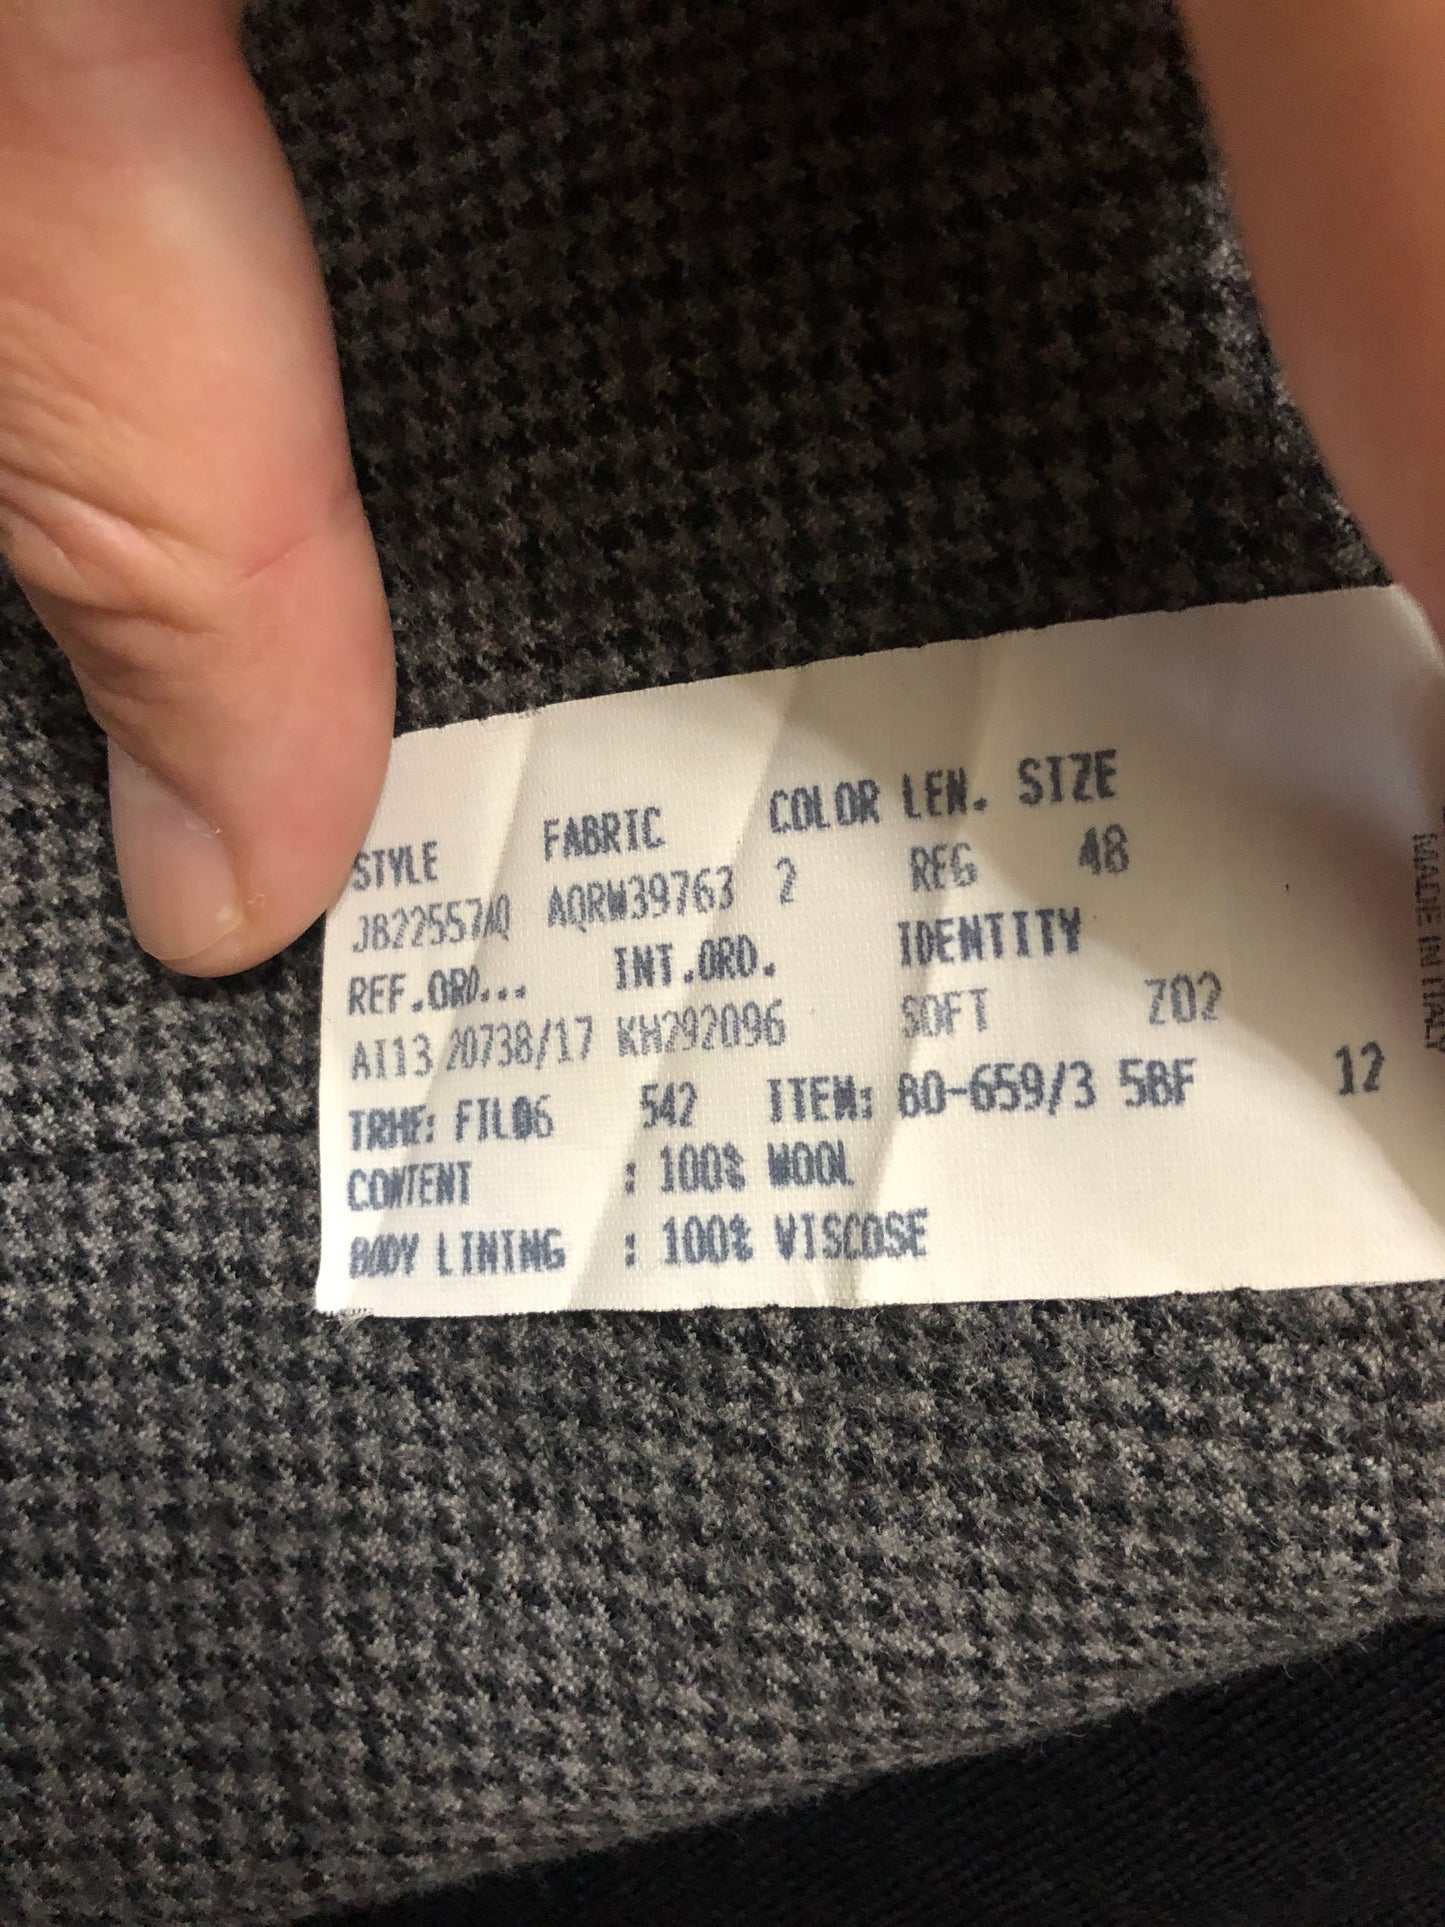 STYLE FABRIC COLOR LEN. SIZE
J822557AQ AQRW39763 2 REG 48
REF.ORD... INT.ORD. IDENTITY
AI13 20738/17 KH292096 SOFT Z02
TRME: FIL06 542 ITEM: 80-659/3 58F 12
CONTENT : 100% WOOL
BODY LINING : 100% VISCOSE
MADE IN ITALY